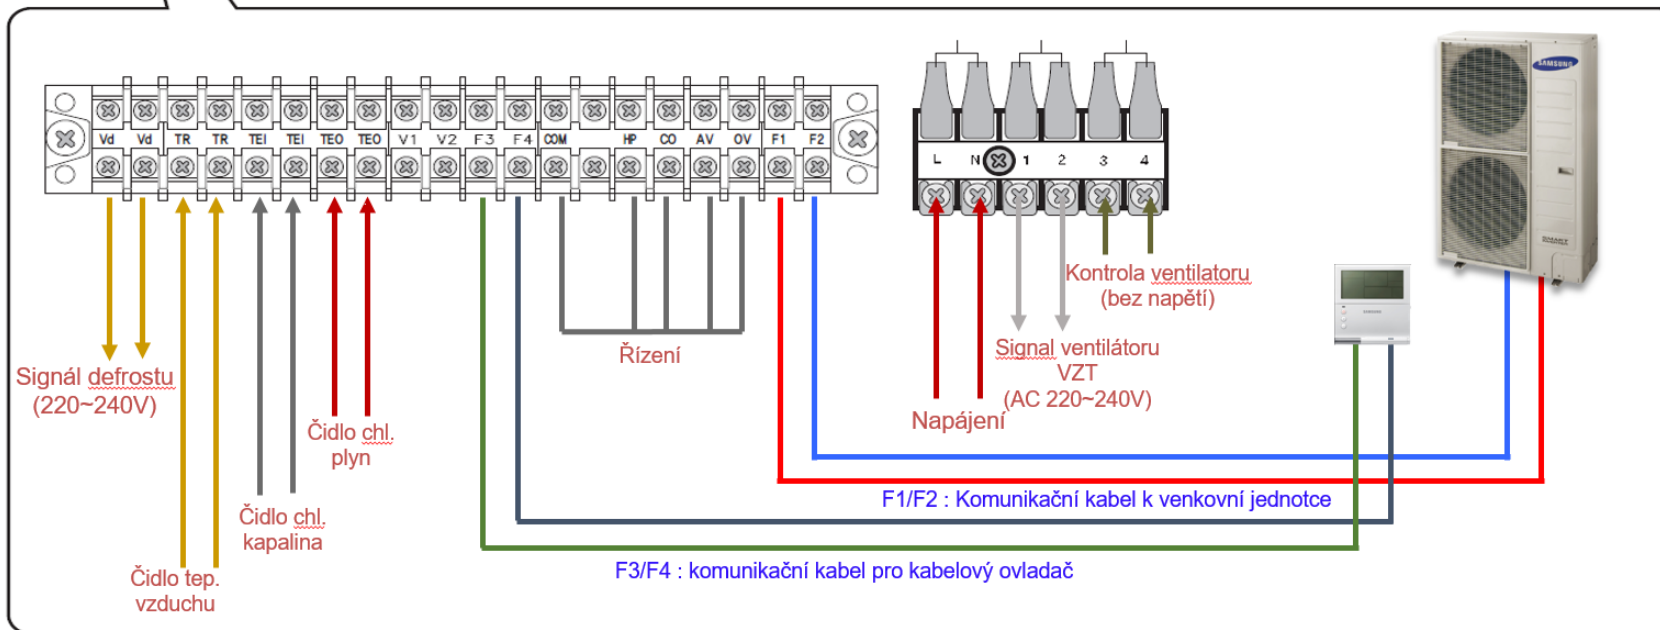 Vd Vd TR TR TEI TEI TEO TEO V1 V2 F3 F4 COM HP CO AV OV F1 F2
L N 1 2 3 4
SAMSUNG
Kontrola ventilatoru
(bez napětí)
Řízení
Signal ventilátoru
VZT
(AC 220~240V)
Signál defrostu
(220~240V)
Napájení
Čidlo chl.
plyn
F1/F2 : Komunikační kabel k venkovní jednotce
Čidlo chl.
kapalina
F3/F4 : komunikační kabel pro kabelový ovladač
Čidlo tep.
vzduchu